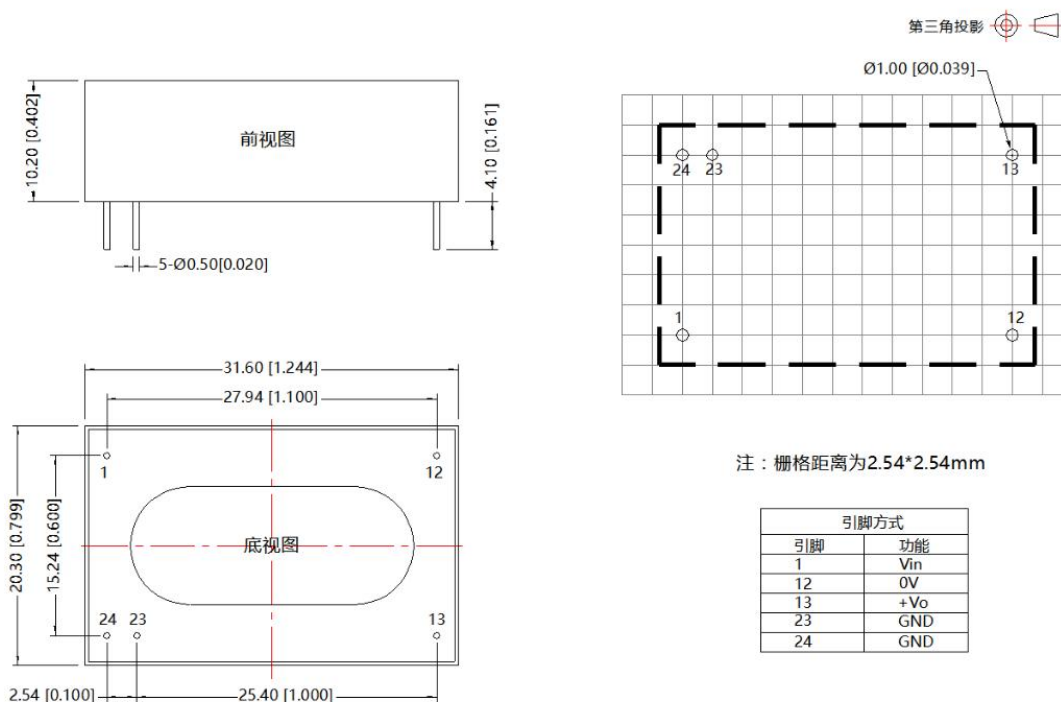 第三角投影
Ø1.00 [Ø0.039]
10.20 [0.402]
前视图
4.10 [0.161]
5-Ø0.50[0.020]
24 23 13
1 12
31.60 [1.244]
27.94 [1.100]
1 12
20.30 [0.799]
15.24 [0.600]
底视图
24 23 13
2.54 [0.100]
25.40 [1.000]
注：栅格距离为2.54*2.54mm
引脚方式
引脚 功能
1 Vin
12 0V
13 +Vo
23 GND
24 GND